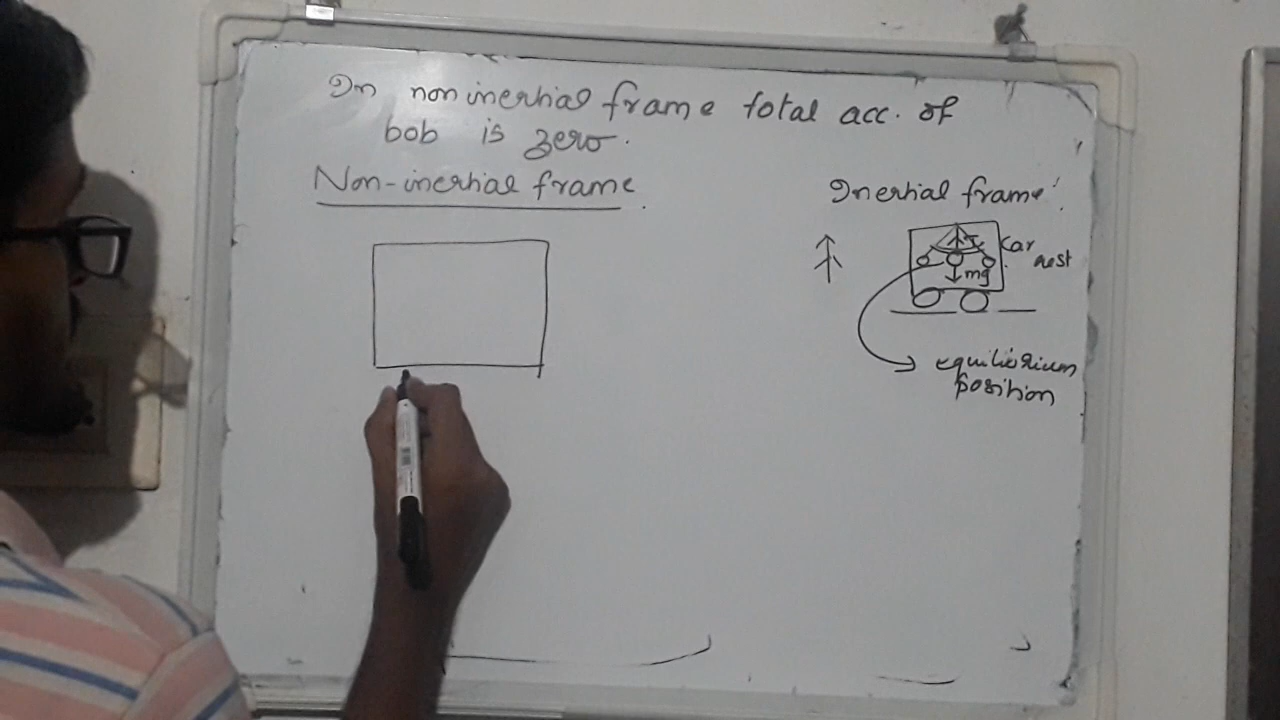 In non inertial frame total acc. of
bob is zero.
Non-inertial frame.
Inertial frame!
car
rest
T
mg
equilibrium
position